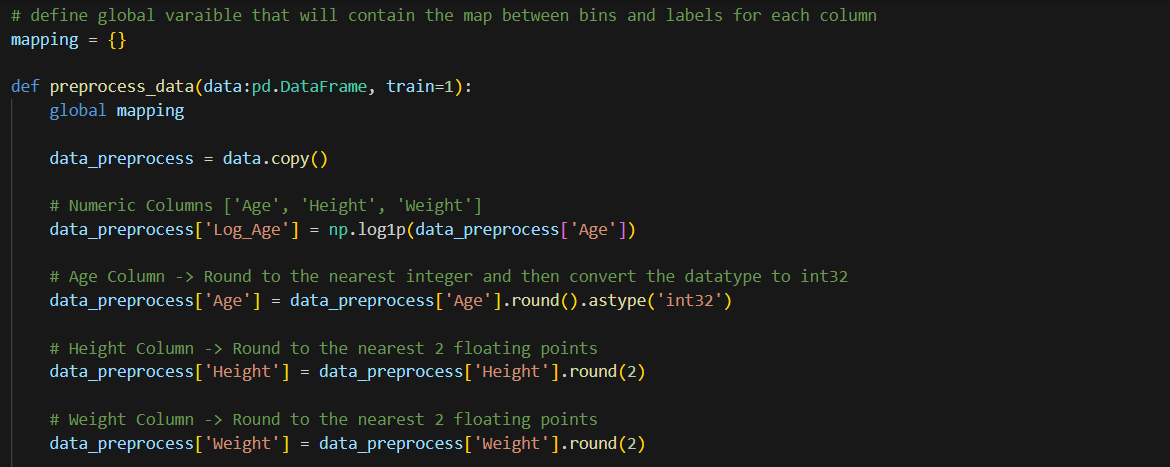 # define global varaible that will contain the map between bins and labels for each column
mapping = {}
def preprocess_data(data:pd.DataFrame, train=1):
global mapping
data_preprocess = data.copy()
# Numeric Columns ['Age', 'Height', 'Weight']
data_preprocess['Log_Age'] = np.log1p(data_preprocess['Age'])
# Age Column -> Round to the nearest integer and then convert the datatype to int32
data_preprocess['Age'] = data_preprocess['Age'].round().astype('int32')
# Height Column -> Round to the nearest 2 floating points
data_preprocess['Height'] = data_preprocess['Height'].round(2)
# Weight Column -> Round to the nearest 2 floating points
data_preprocess['Weight'] = data_preprocess['Weight'].round(2)